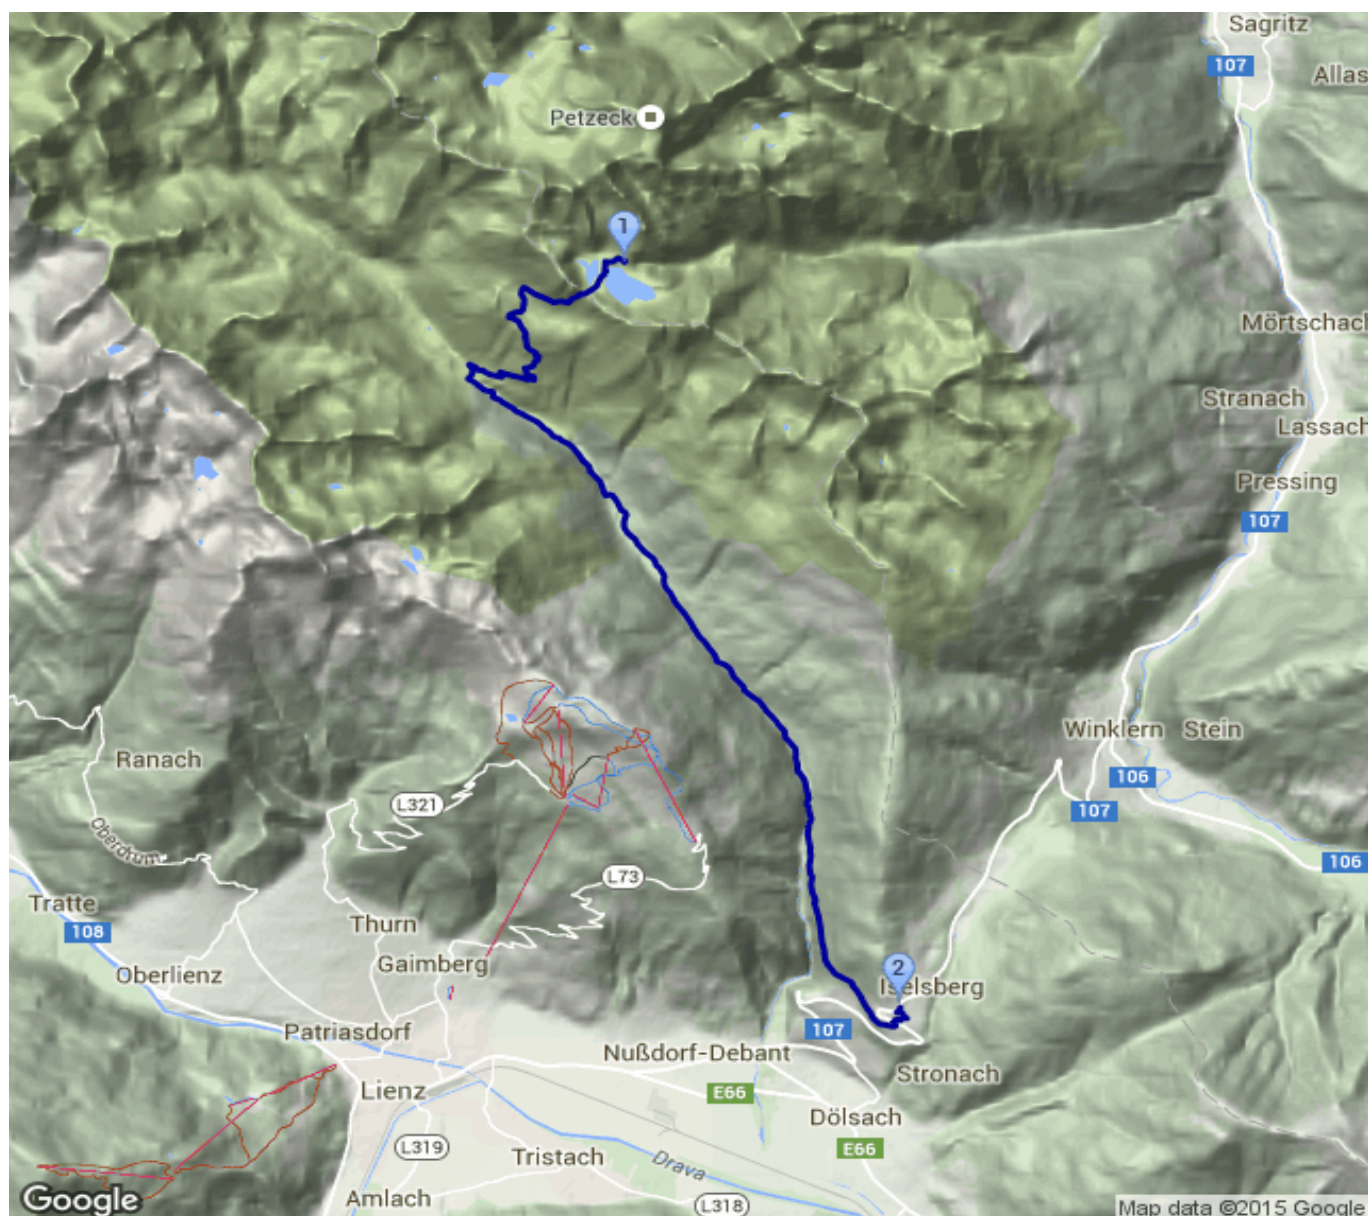 Sagritz
107
Allas
Petzeck
1
Mörtschach
Stranach
Lassach
Pressing
107
Winklern Stein
Ranach
106
107
L321
Oberdrum
106
L73
Tratte
108
Thurn
Oberlienz
Gaimberg
2
Iselsberg
Patriasdorf
107
Nußdorf-Debant
Stronach
Lienz
E66
Dölsach
L319
E66
Tristach
Drava
Amlach
L318
Google
Map data ©2015 Google